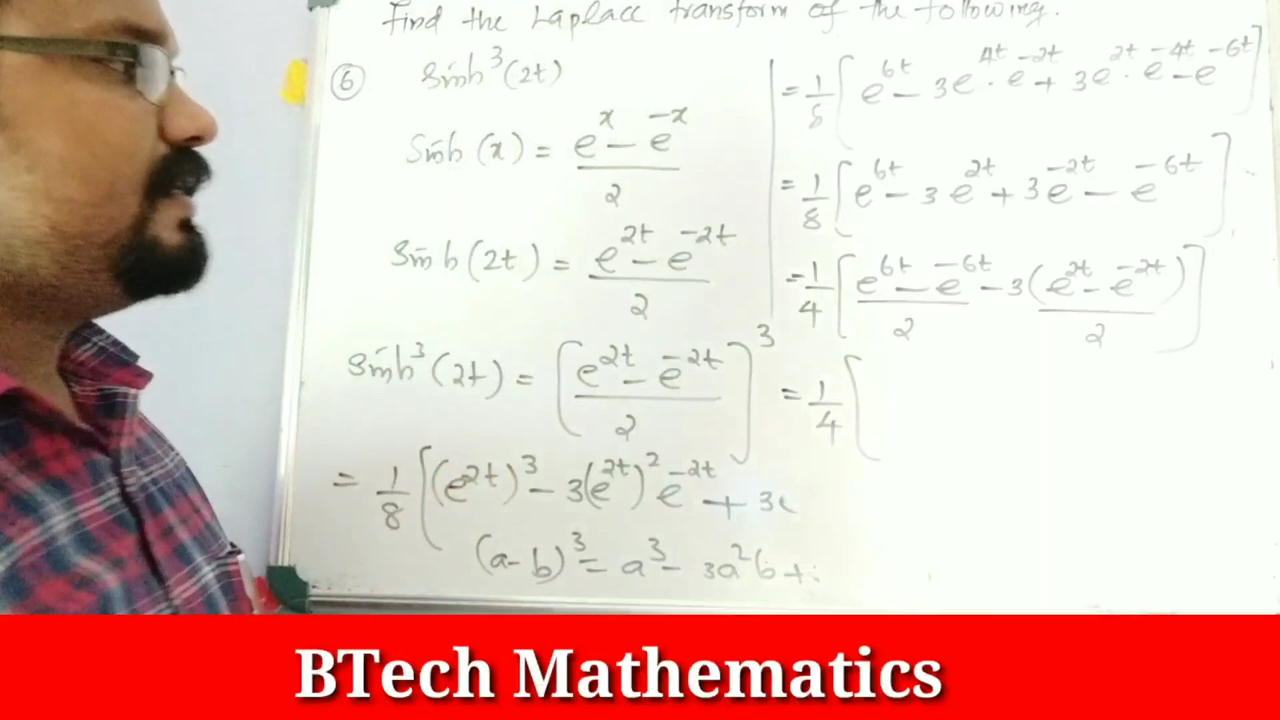 Find the Laplace transform of the following.
⑥ Sinh³(2t)
Sinh(x) = (e^x - e^-x)/2
Sinh(2t) = (e^2t - e^-2t)/2
Sinh³(2t) = [(e^2t - e^-2t)/2]³
= 1/8 [(e^2t)³ - 3(e^2t)² e^-2t + 3
(a-b)³ = a³ - 3a²b +
= 1/8 [e^6t - 3e^4t · e^-2t + 3e^2t · e^-4t - e^-6t]
= 1/8 [e^6t - 3e^2t + 3e^-2t - e^-6t]
= 1/4 [(e^6t - e^-6t)/2 - 3(e^2t - e^-2t)/2]
= 1/4 [
BTech Mathematics